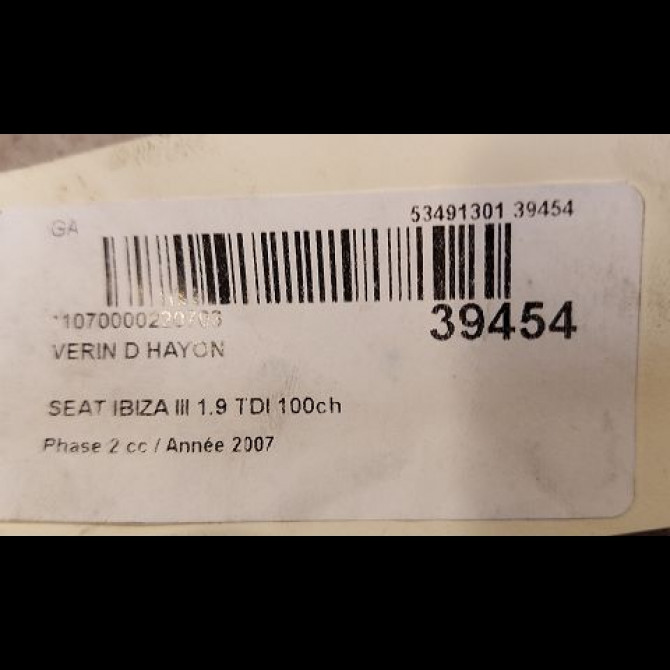 GA
53491301 39454
39454
VERIN D HAYON
SEAT IBIZA III 1.9 TDI 100ch
Phase 2 cc / Année 2007